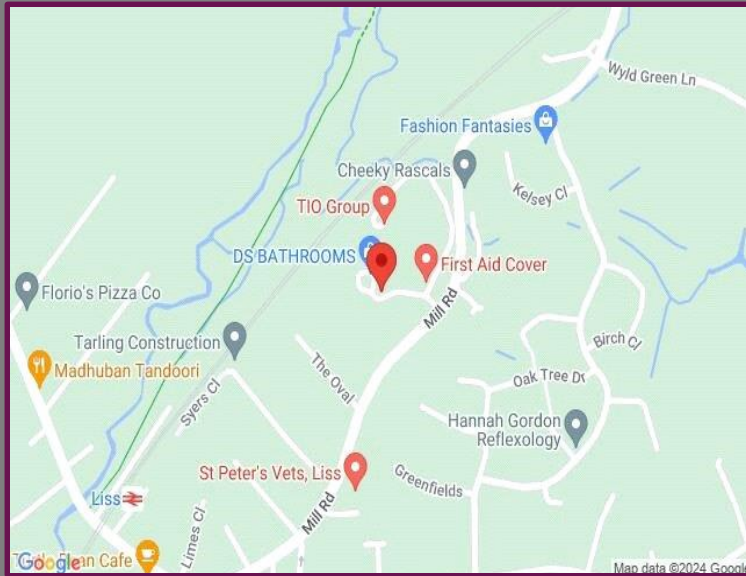 Wyld Green Ln
Fashion Fantasies
Cheeky Rascals
Kelsey Cl
TIO Group
DS BATHROOMS
First Aid Cover
Florio's Pizza Co
Mill Rd
Tarling Construction
Birch Cl
Madhuban Tandoori
The Oval
Oak Tree Dr
Syers Cl
Hannah Gordon
Reflexology
St Peter's Vets, Liss
Greenfields
Liss
Mill Rd
Limes Cl
Cafe
Google
Map data ©2024 Google